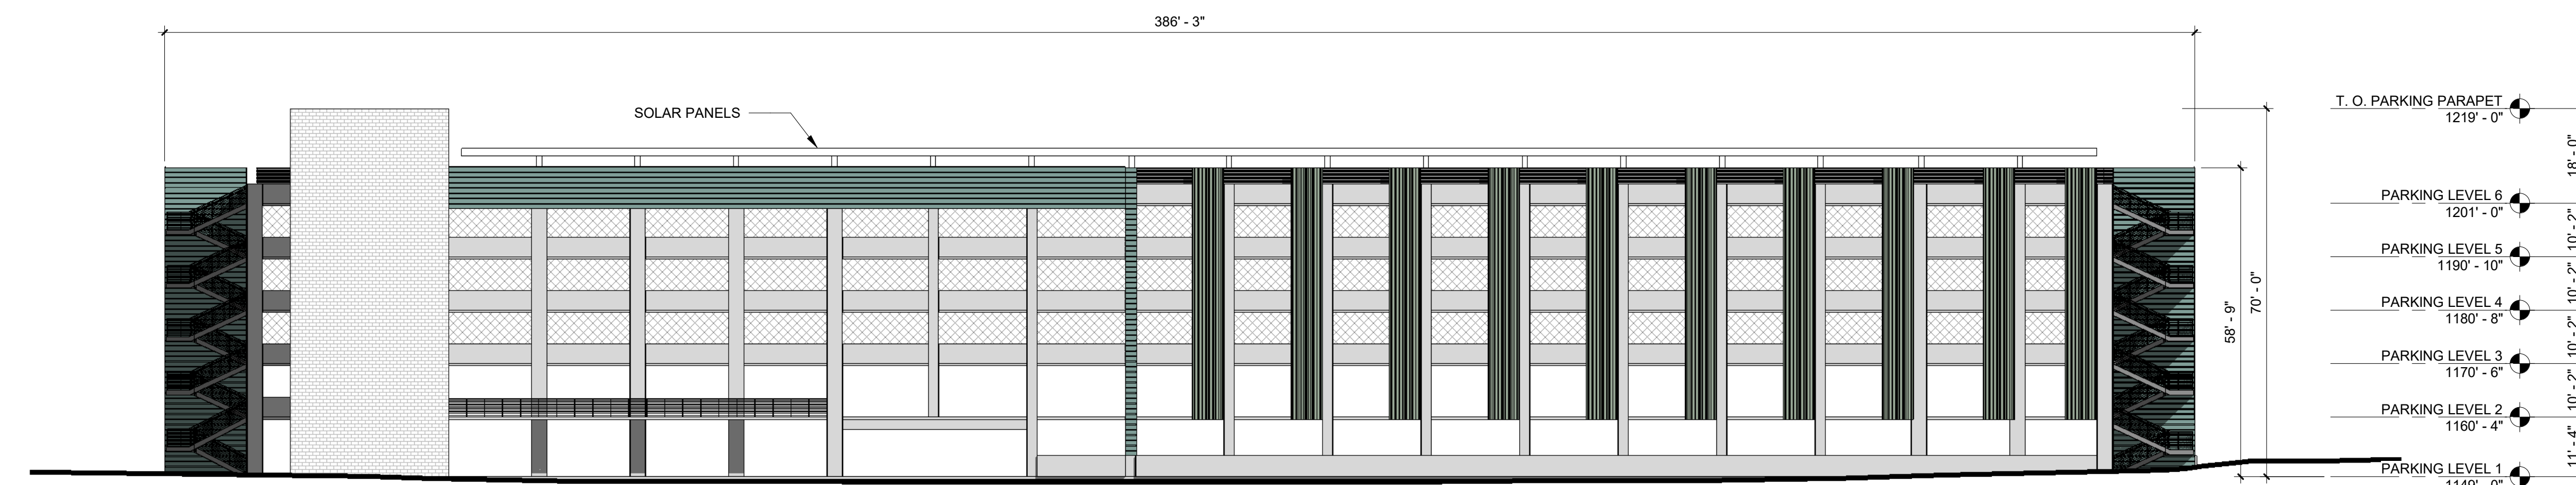 386' - 3"
SOLAR PANELS
T. O. PARKING PARAPET
1219' - 0"
18' - 0"
PARKING LEVEL 6
1201' - 0"
10' - 2"
PARKING LEVEL 5
1190' - 10"
10' - 2"
PARKING LEVEL 4
1180' - 8"
10' - 2"
PARKING LEVEL 3
1170' - 6"
10' - 2"
PARKING LEVEL 2
1160' - 4"
11' - 4"
PARKING LEVEL 1
1149' - 0"
58' - 9"
70' - 0"